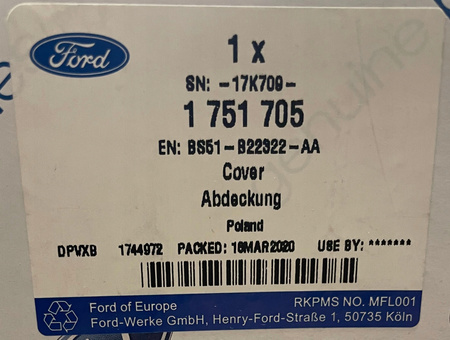 Ford
1 x
SN: -17K709-
1 751 705
EN: BS51-B22322-AA
Cover
Abdeckung
Poland
DPVXB 1744972 PACKED: 16MAR2020 USE BY: *******
Ford of Europe
RKPMS NO. MFL001
Ford-Werke GmbH, Henry-Ford-Straße 1, 50735 Köln
genuine